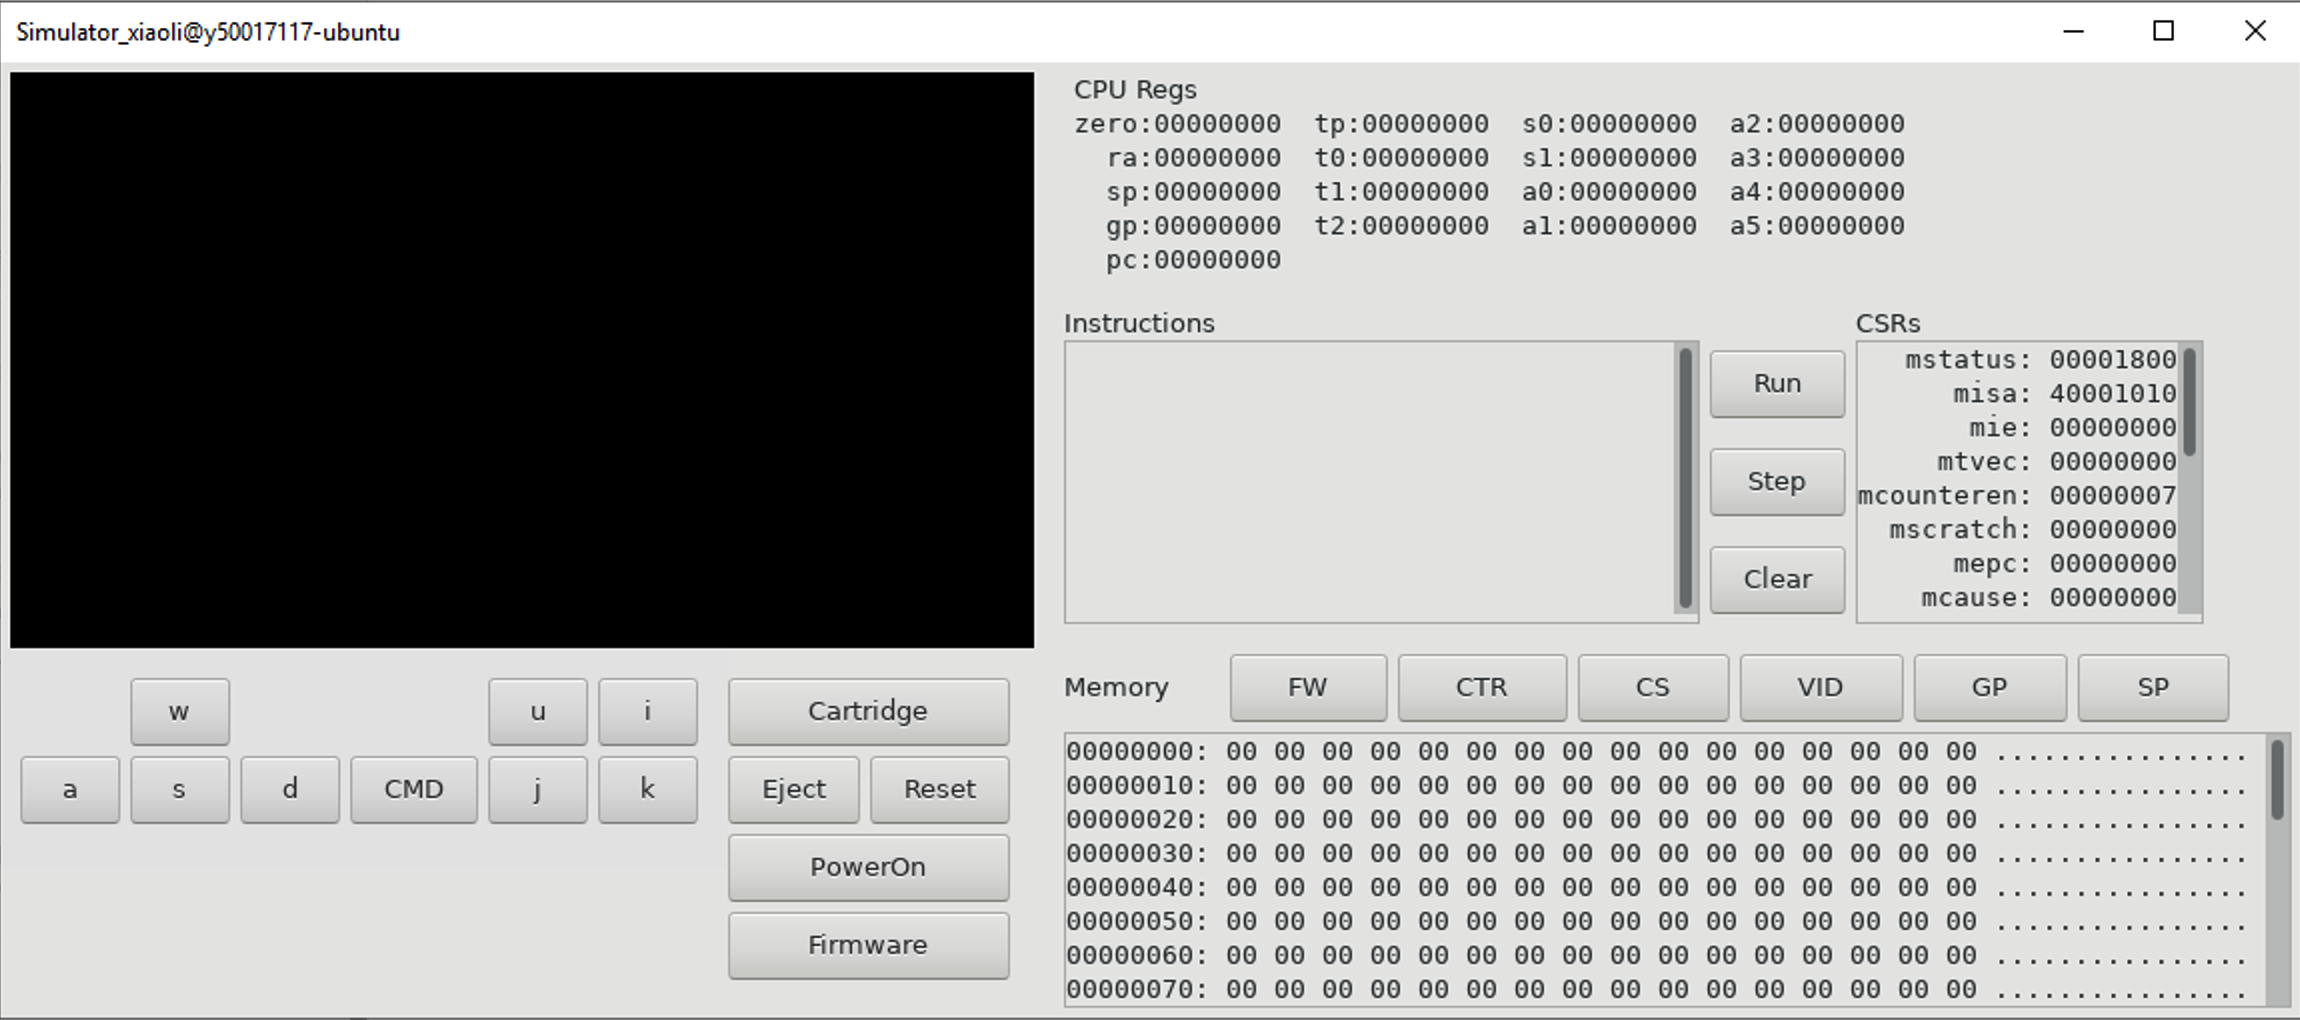 Simulator_xiaoli@y50017117-ubuntu
CPU Regs
zero:00000000 tp:00000000 s0:00000000 a2:00000000
ra:00000000 t0:00000000 s1:00000000 a3:00000000
sp:00000000 t1:00000000 a0:00000000 a4:00000000
gp:00000000 t2:00000000 a1:00000000 a5:00000000
pc:00000000
Instructions
Run
Step
Clear
CSRs
mstatus: 00001800
misa: 40001010
mie: 00000000
mtvec: 00000000
mcounteren: 00000007
mscratch: 00000000
mepc: 00000000
mcause: 00000000
w u i Cartridge
a s d CMD j k Eject Reset
PowerOn
Firmware
Memory FW CTR CS VID GP SP
00000000: 00 00 00 00 00 00 00 00 00 00 00 00 00 00 00 00 ................
00000010: 00 00 00 00 00 00 00 00 00 00 00 00 00 00 00 00 ................
00000020: 00 00 00 00 00 00 00 00 00 00 00 00 00 00 00 00 ................
00000030: 00 00 00 00 00 00 00 00 00 00 00 00 00 00 00 00 ................
00000040: 00 00 00 00 00 00 00 00 00 00 00 00 00 00 00 00 ................
00000050: 00 00 00 00 00 00 00 00 00 00 00 00 00 00 00 00 ................
00000060: 00 00 00 00 00 00 00 00 00 00 00 00 00 00 00 00 ................
00000070: 00 00 00 00 00 00 00 00 00 00 00 00 00 00 00 00 ................